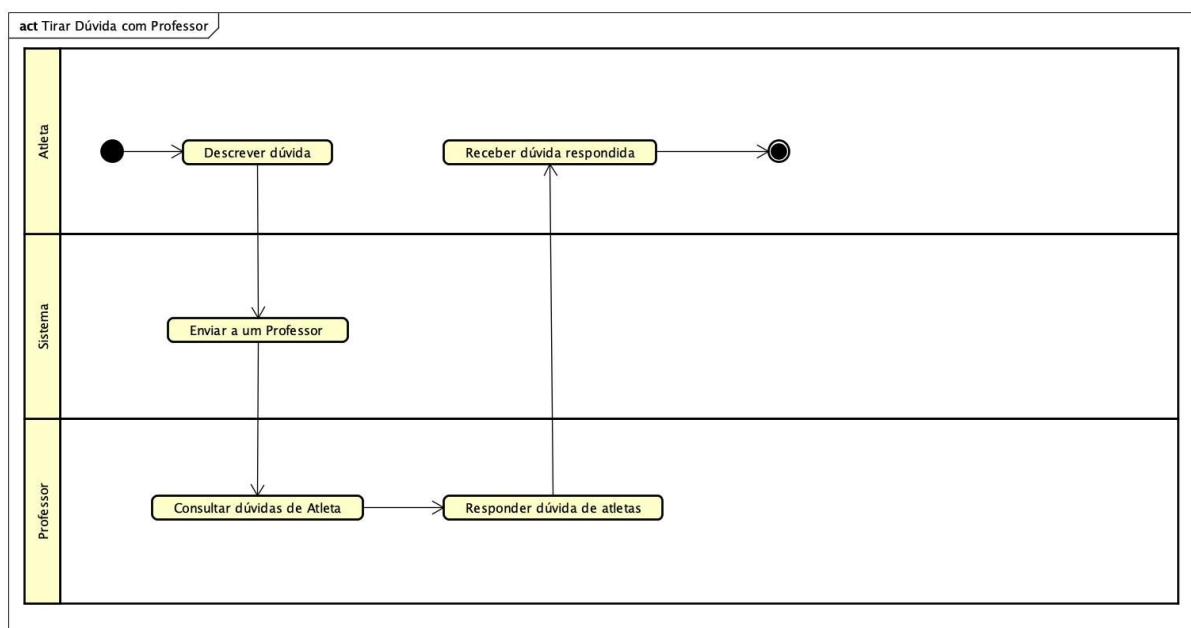 act Tirar Dúvida com Professor
Atleta
Descrever dúvida
Receber dúvida respondida
Sistema
Enviar a um Professor
Professor
Consultar dúvidas de Atleta
Responder dúvida de atletas